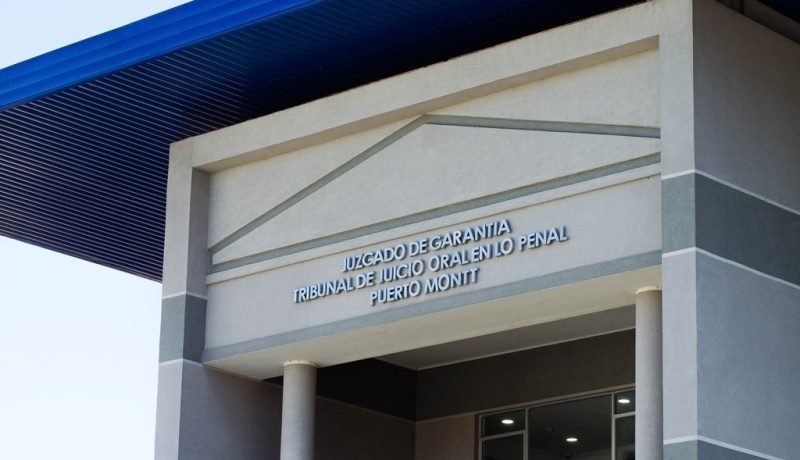 JUZGADO DE GARANTIA
TRIBUNAL DE JUICIO ORAL EN LO PENAL
PUERTO MONTT